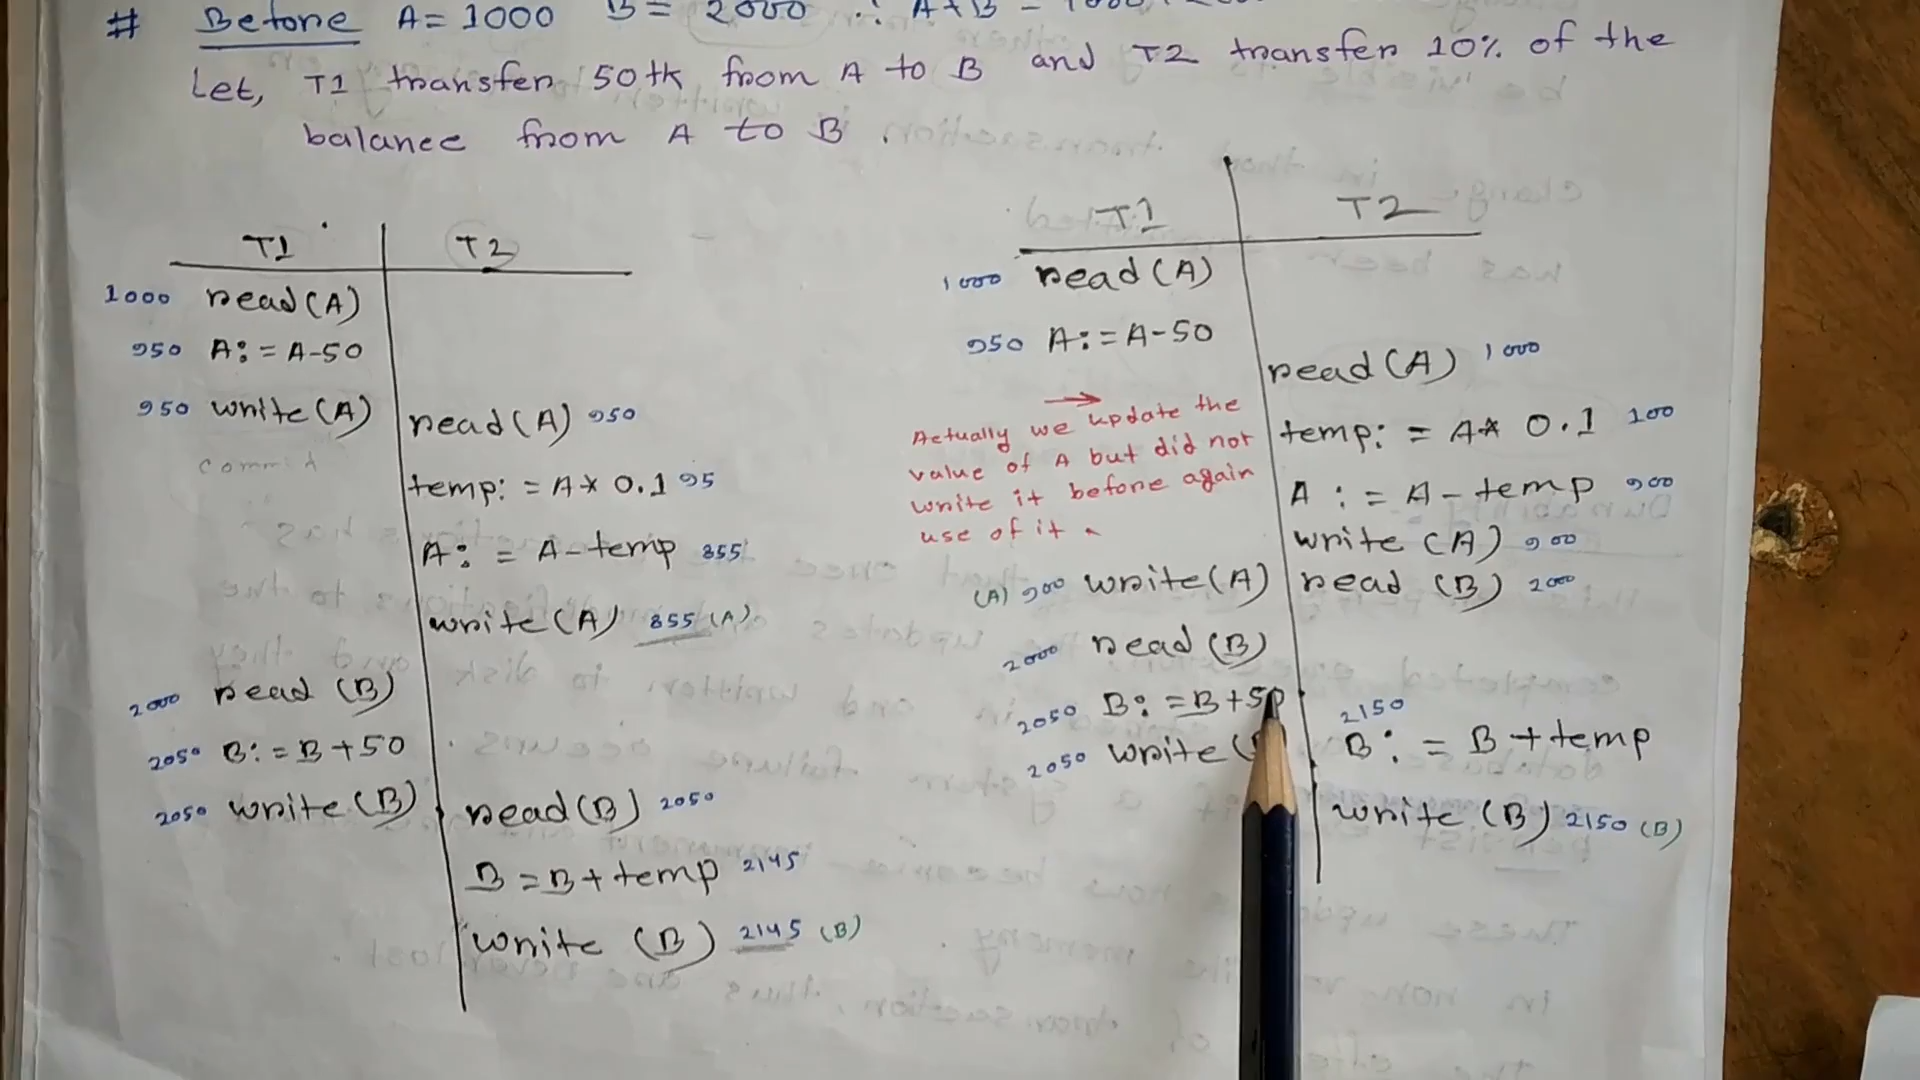 # Before A= 1000 B= 2000 ∴ A+B =
Let, T1 transfer 50tk from A to B and T2 transfer 10% of the
balance from A to B.
T1 T2
1000 read(A)
950 A:= A-50
950 write(A)
commit
read(A) 950
temp: = A* 0.1 95
A: = A-temp 855
write(A) 855 (A)
2000 read (B)
2050 B: = B+50
2050 write(B)
read(B) 2050
B = B+temp 2145
write (B) 2145 (B)
T1 T2
1000 read(A)
950 A:=A-50
read(A) 1000
temp: = A* 0.1 100
A := A-temp 900
write (A) 900
→
Actually we update the
value of A but did not
write it before again
use of it
(A) 900 write(A)
read (B) 2000
2000 read (B)
2050 B: =B+50
2050 write
2150
B: = B+temp
write (B) 2150 (B)